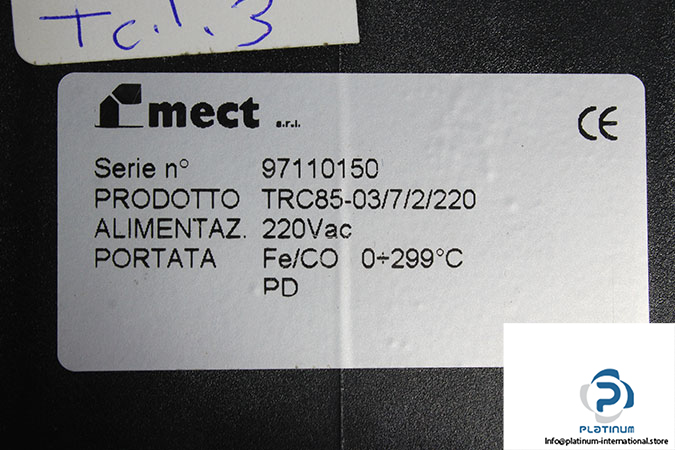 Tc.1.3
mect s.r.l.
CE
Serie n° 97110150
PRODOTTO TRC85-03/7/2/220
ALIMENTAZ. 220Vac
PORTATA Fe/CO 0÷299°C
PD
PLATINUM
Info@platinum-international.store